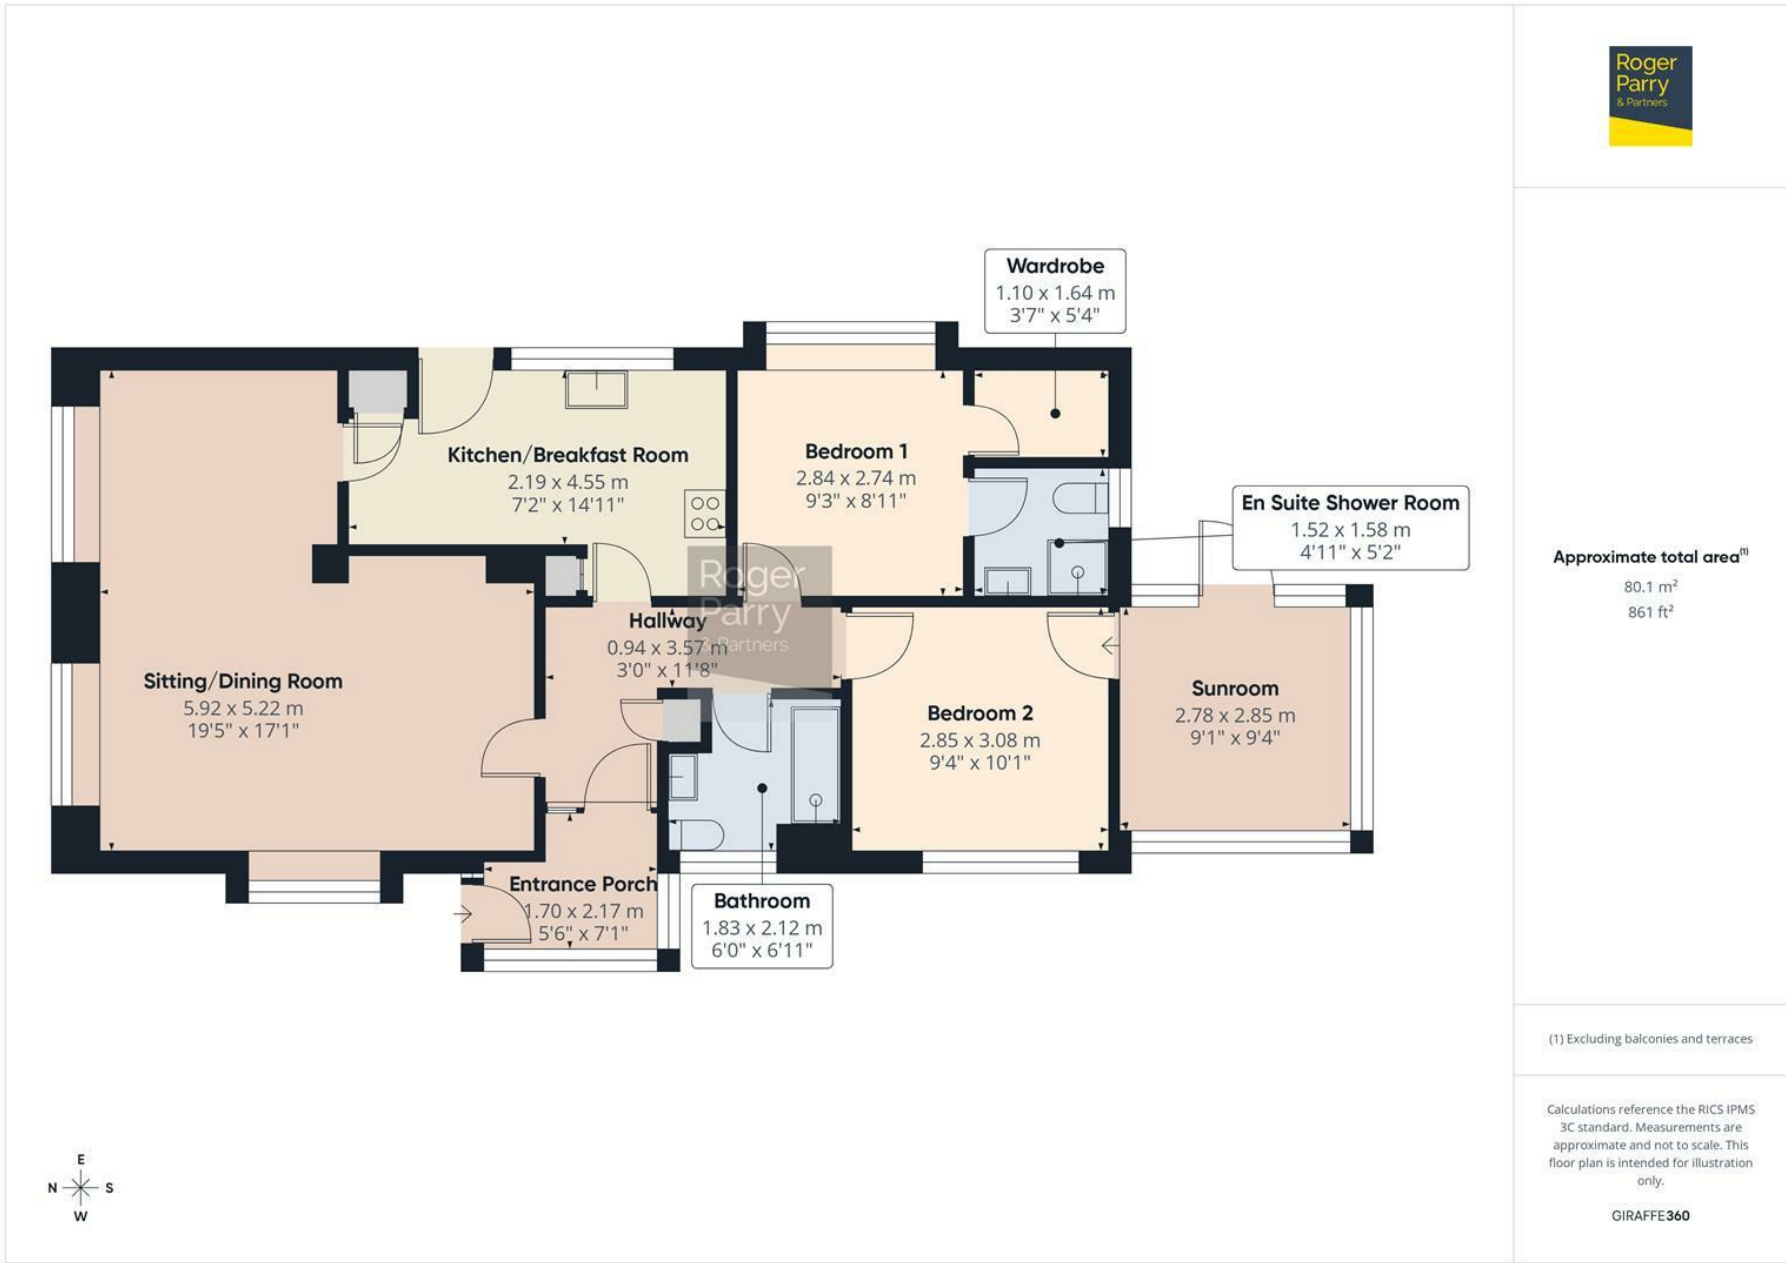 Roger
Parry
& Partners
Wardrobe
1.10 x 1.64 m
3'7" x 5'4"
Kitchen/Breakfast Room
2.19 x 4.55 m
7'2" x 14'11"
Bedroom 1
2.84 x 2.74 m
9'3" x 8'11"
En Suite Shower Room
1.52 x 1.58 m
4'11" x 5'2"
Approximate total area(1)
80.1 m²
861 ft²
Roger
Parry
& Partners
Hallway
0.94 x 3.57 m
3'0" x 11'8"
Sitting/Dining Room
5.92 x 5.22 m
19'5" x 17'1"
Bedroom 2
2.85 x 3.08 m
9'4" x 10'1"
Sunroom
2.78 x 2.85 m
9'1" x 9'4"
Entrance Porch
1.70 x 2.17 m
5'6" x 7'1"
Bathroom
1.83 x 2.12 m
6'0" x 6'11"
(1) Excluding balconies and terraces
Calculations reference the RICS IPMS
3C standard. Measurements are
approximate and not to scale. This
floor plan is intended for illustration
only.
GIRAFFE360
E
N S
W